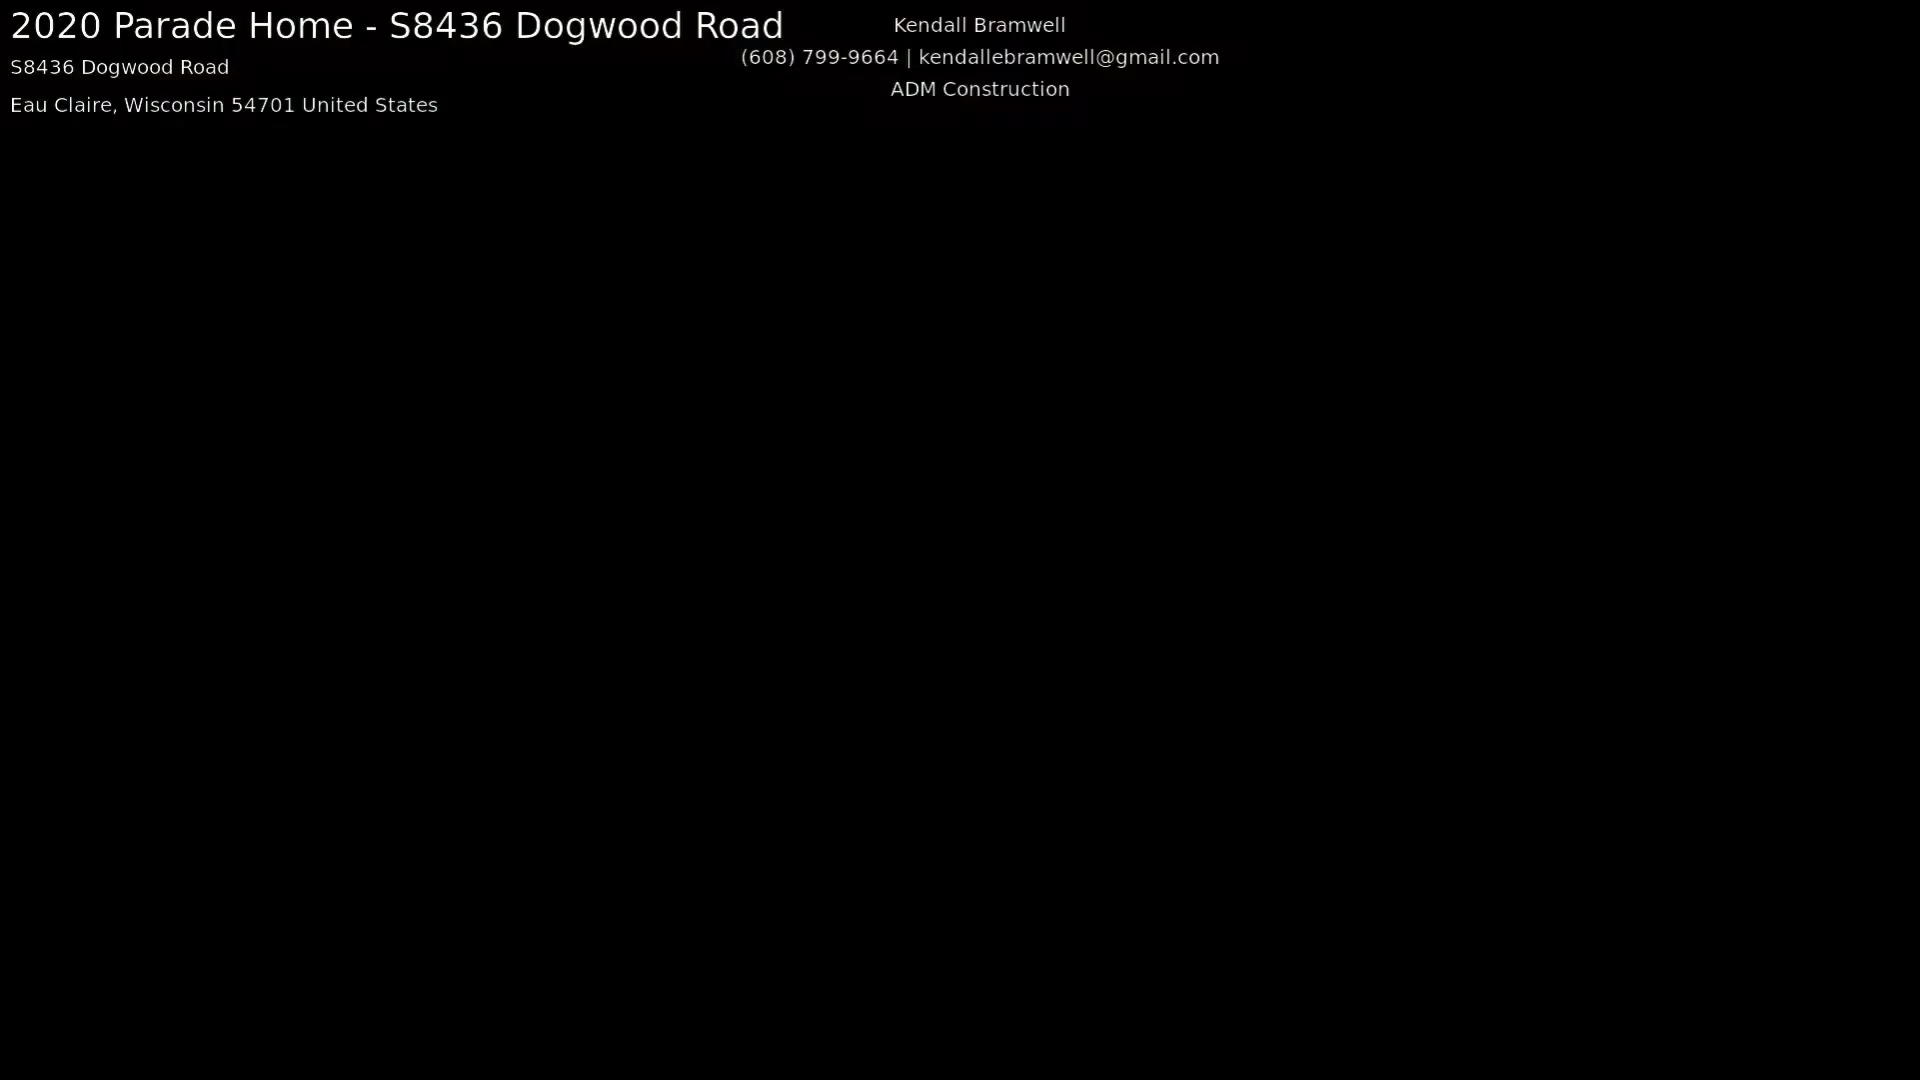 2020 Parade Home - S8436 Dogwood Road
S8436 Dogwood Road
Eau Claire, Wisconsin 54701 United States
Kendall Bramwell
(608) 799-9664 | kendallebramwell@gmail.com
ADM Construction